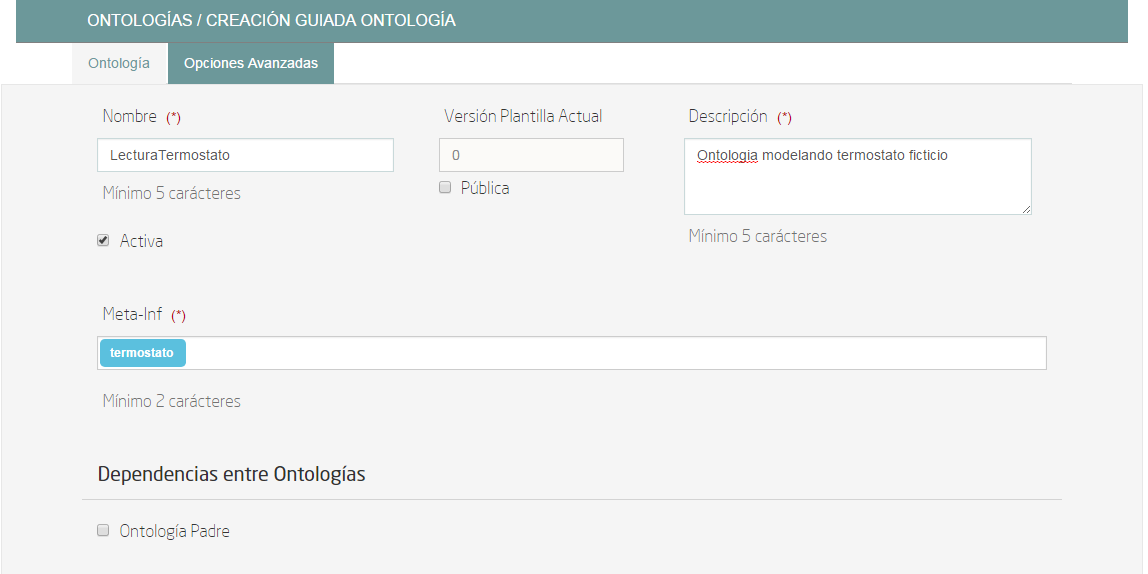 ONTOLOGÍAS / CREACIÓN GUIADA ONTOLOGÍA
Ontología Opciones Avanzadas
Nombre (*) Versión Plantilla Actual Descripción (*)
LecturaTermostato 0 Ontologia modelando termostato ficticio
Mínimo 5 carácteres Pública
Activa Mínimo 5 carácteres
Meta-Inf (*)
termostato
Mínimo 2 carácteres
Dependencias entre Ontologías
Ontología Padre